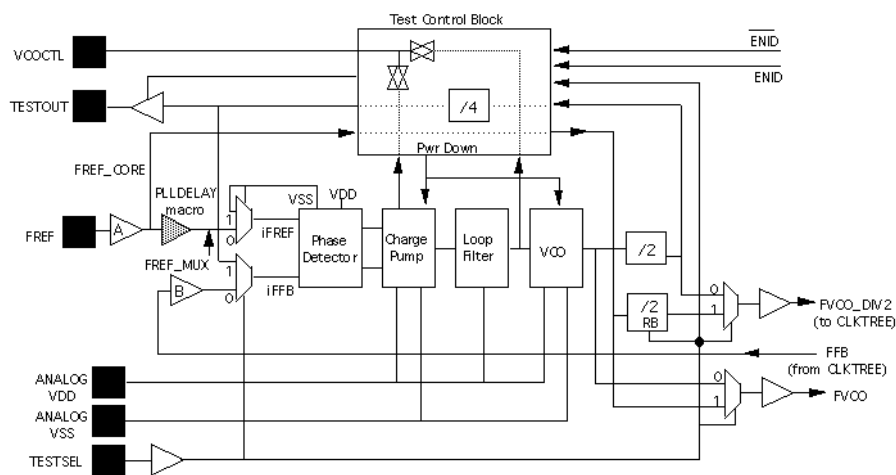 Test Control Block
VCOCTL
ENID
ENID
TESTOUT
/4
Pwr Down
FREF_CORE
PLLDELAY
macro
VSS
VDD
FREF
A
1
0
iFREF
Phase
Detector
Charge
Pump
Loop
Filter
VCO
/2
FREF_MUX
1
0
iFFB
B
/2
RB
0
1
FVCO_DIV2
(to CLKTREE)
FFB
(from CLKTREE)
ANALOG
VDD
0
1
FVCO
ANALOG
VSS
TESTSEL